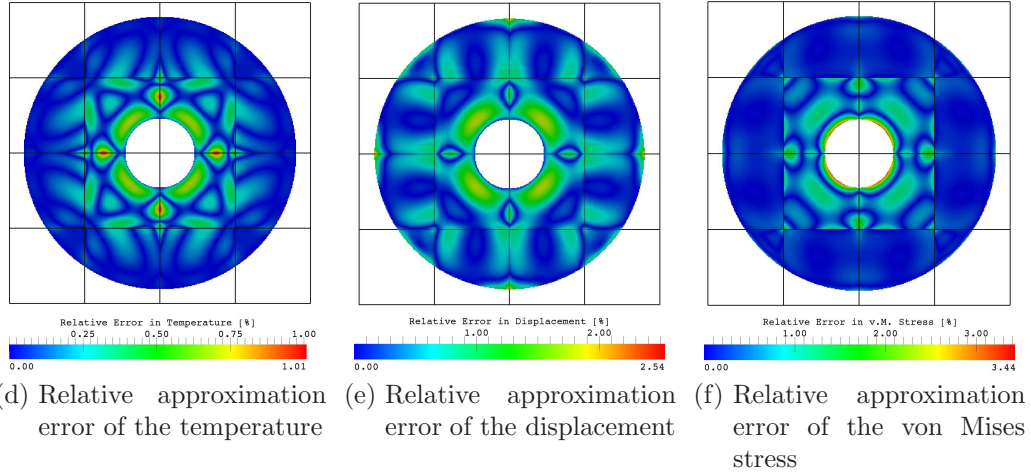 Relative Error in Temperature [%]
0.25 0.50 0.75 1.00
0.00 1.01
Relative Error in Displacement [%]
1.00 2.00
0.00 2.54
Relative Error in v.M. Stress [%]
1.00 2.00 3.00
0.00 3.44
d) Relative approximation
error of the temperature
(e) Relative approximation
error of the displacement
(f) Relative approximation
error of the von Mises
stress